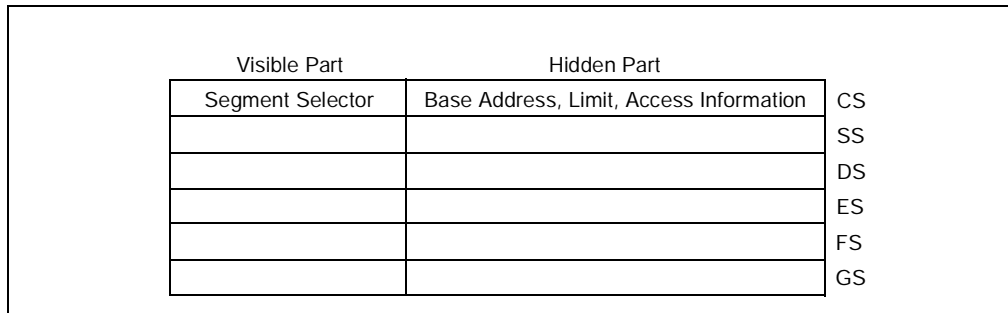 Visible Part Hidden Part
Segment Selector Base Address, Limit, Access Information CS
SS
DS
ES
FS
GS